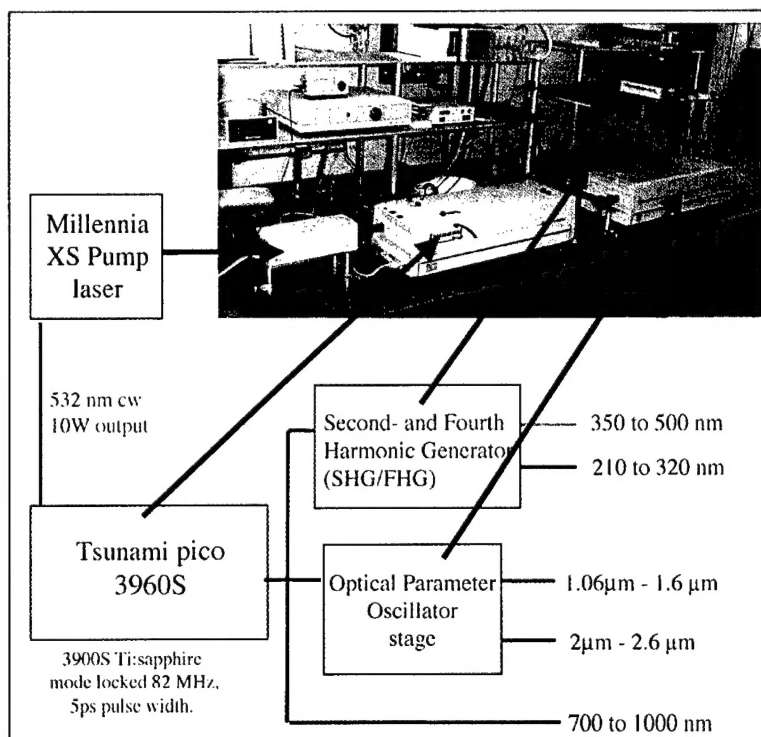 Millennia
XS Pump
laser
532 nm cw
10W output
Second- and Fourth
Harmonic Generator
(SHG/FHG)
350 to 500 nm
210 to 320 nm
Tsunami pico
3960S
Optical Parameter
Oscillator
stage
1.06µm - 1.6 µm
2µm - 2.6 µm
3900S Ti:sapphire
mode locked 82 MHz,
5ps pulse width.
700 to 1000 nm